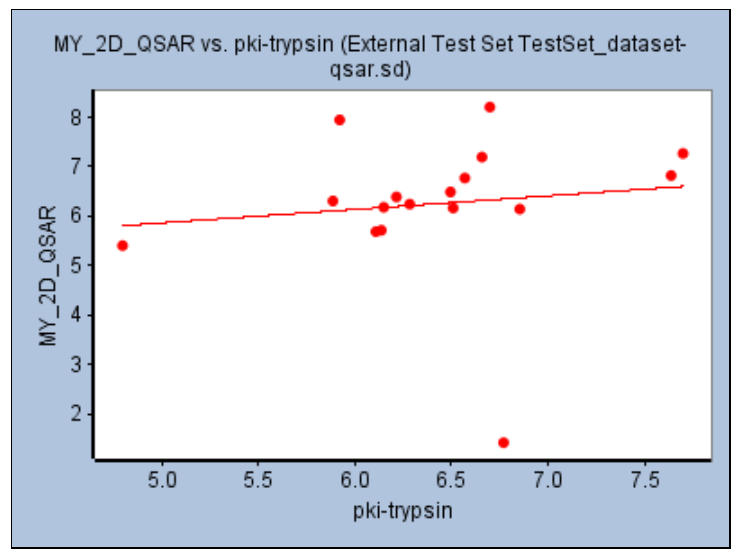 MY_2D_QSAR vs. pki-trypsin (External Test Set TestSet_dataset-
qsar.sd)
8
7
6
5
4
3
2
MY_2D_QSAR
5.0 5.5 6.0 6.5 7.0 7.5
pki-trypsin